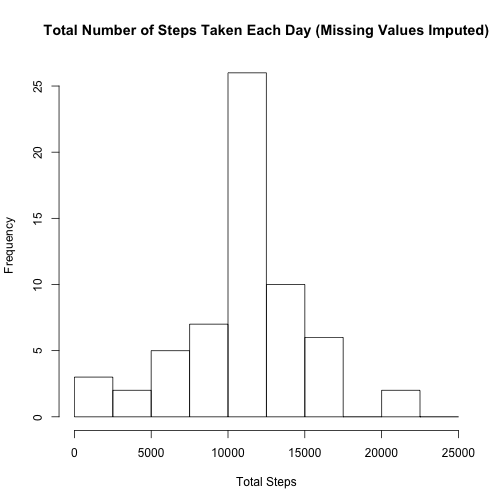 Total Number of Steps Taken Each Day (Missing Values Imputed)
25
20
15
10
5
0
Frequency
0 5000 10000 15000 20000 25000
Total Steps